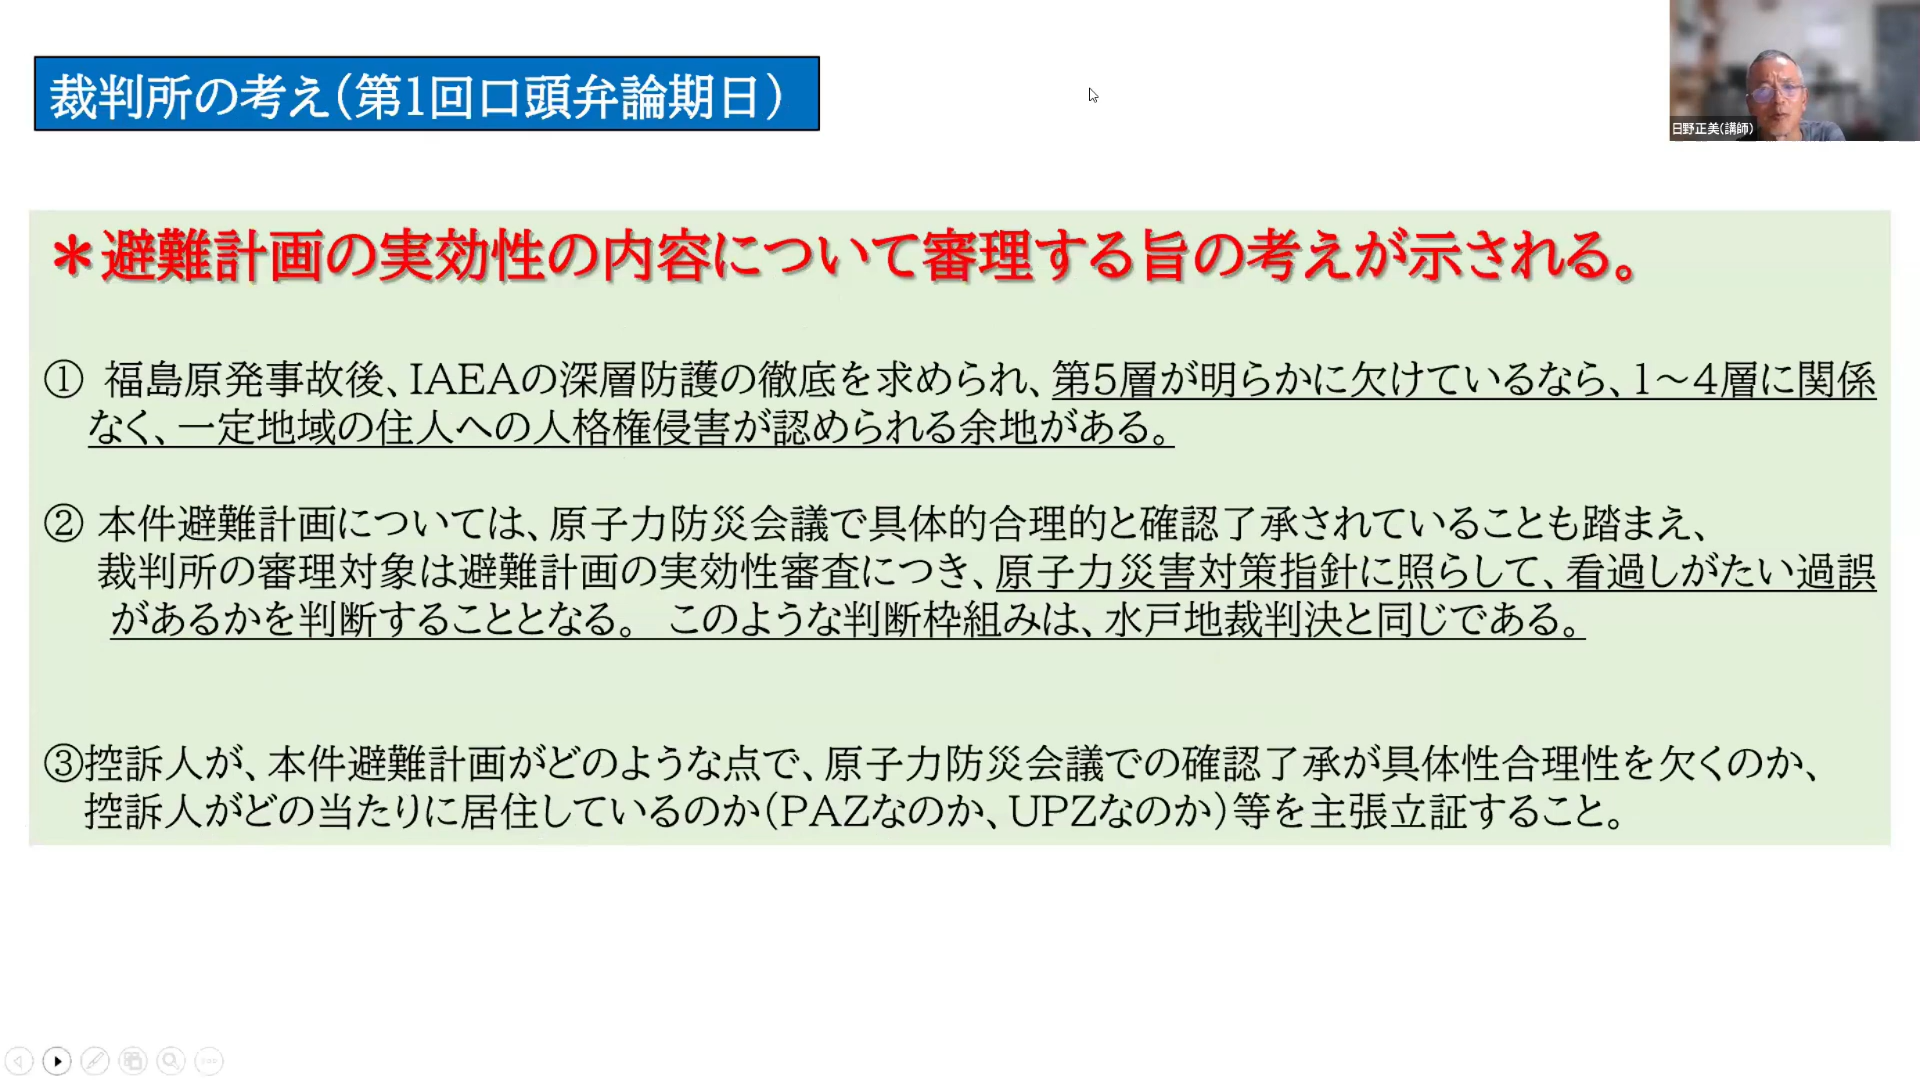 裁判所の考え(第1回口頭弁論期日)
日野正美(講師)
＊避難計画の実効性の内容について審理する旨の考えが示される。
① 福島原発事故後、IAEAの深層防護の徹底を求められ、第5層が明らかに欠けているなら、1～4層に関係
なく、一定地域の住人への人格権侵害が認められる余地がある。
② 本件避難計画については、原子力防災会議で具体的合理的と確認了承されていることも踏まえ、
裁判所の審理対象は避難計画の実効性審査につき、原子力災害対策指針に照らして、看過しがたい過誤
があるかを判断することとなる。 このような判断枠組みは、水戸地裁判決と同じである。
③控訴人が、本件避難計画がどのような点で、原子力防災会議での確認了承が具体性合理性を欠くのか、
控訴人がどの当たりに居住しているのか(PAZなのか、UPZなのか)等を主張立証すること。